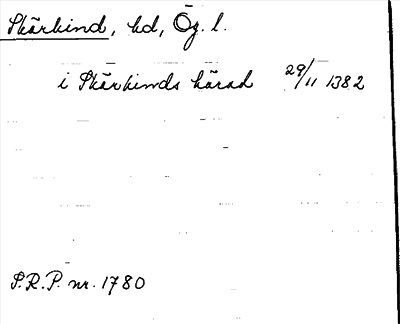 Skärkind, hd, Ög. l.
i Skärkinds härad 29/11 1382
S.R.P. nr. 1780